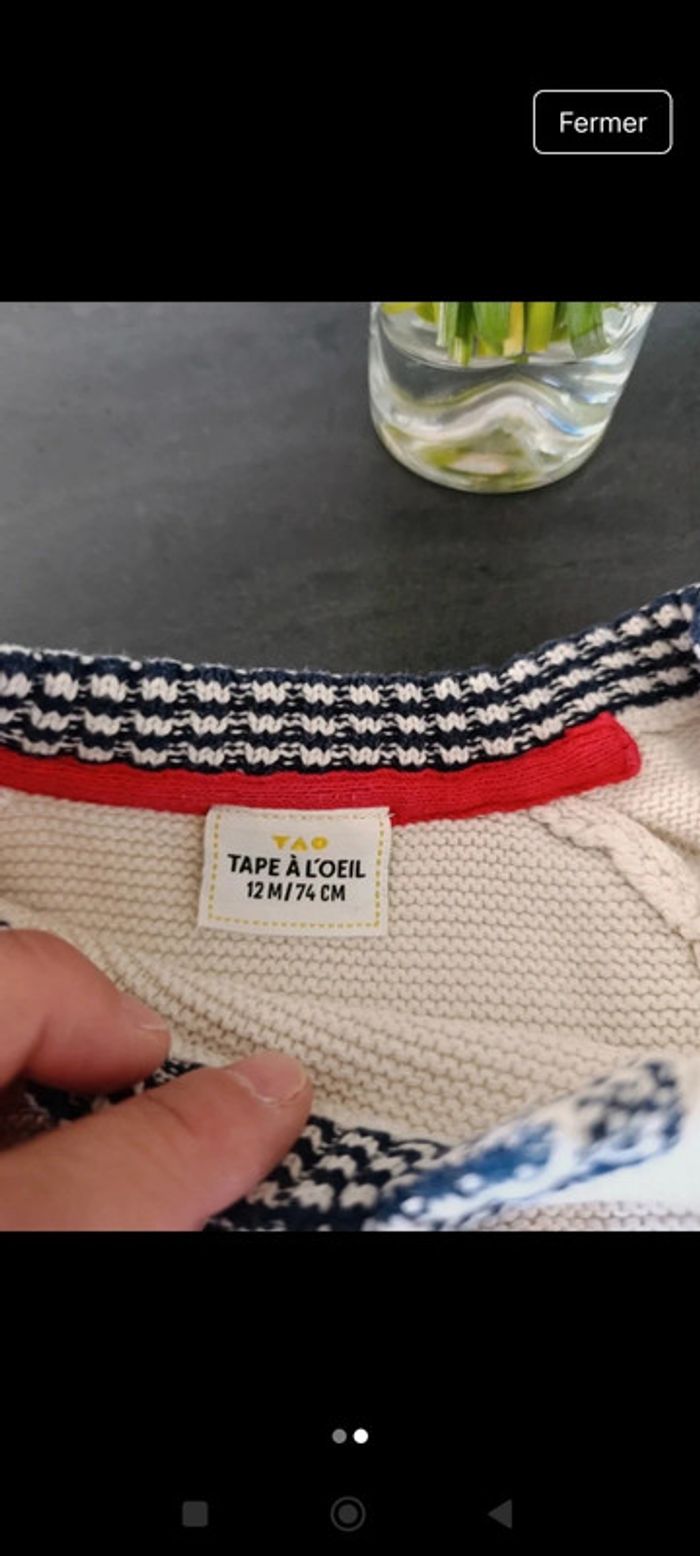 Fermer
TAO
TAPE À L'OEIL
12 M/74 CM